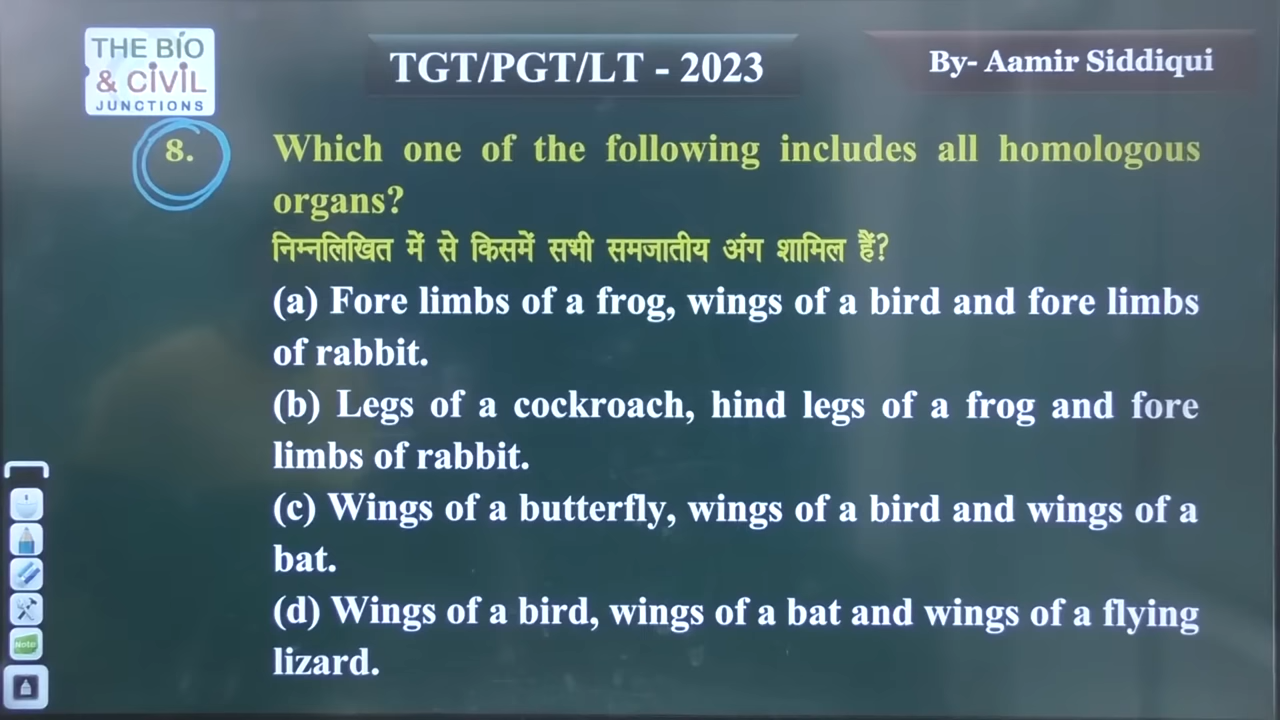 THE BIO
& CIVIL
JUNCTIONS
TGT/PGT/LT - 2023
By- Aamir Siddiqui
8.
Which one of the following includes all homologous
organs?
निम्नलिखित में से किसमें सभी समजातीय अंग शामिल हैं?
(a) Fore limbs of a frog, wings of a bird and fore limbs
of rabbit.
(b) Legs of a cockroach, hind legs of a frog and fore
limbs of rabbit.
(c) Wings of a butterfly, wings of a bird and wings of a
bat.
(d) Wings of a bird, wings of a bat and wings of a flying
lizard.
Note